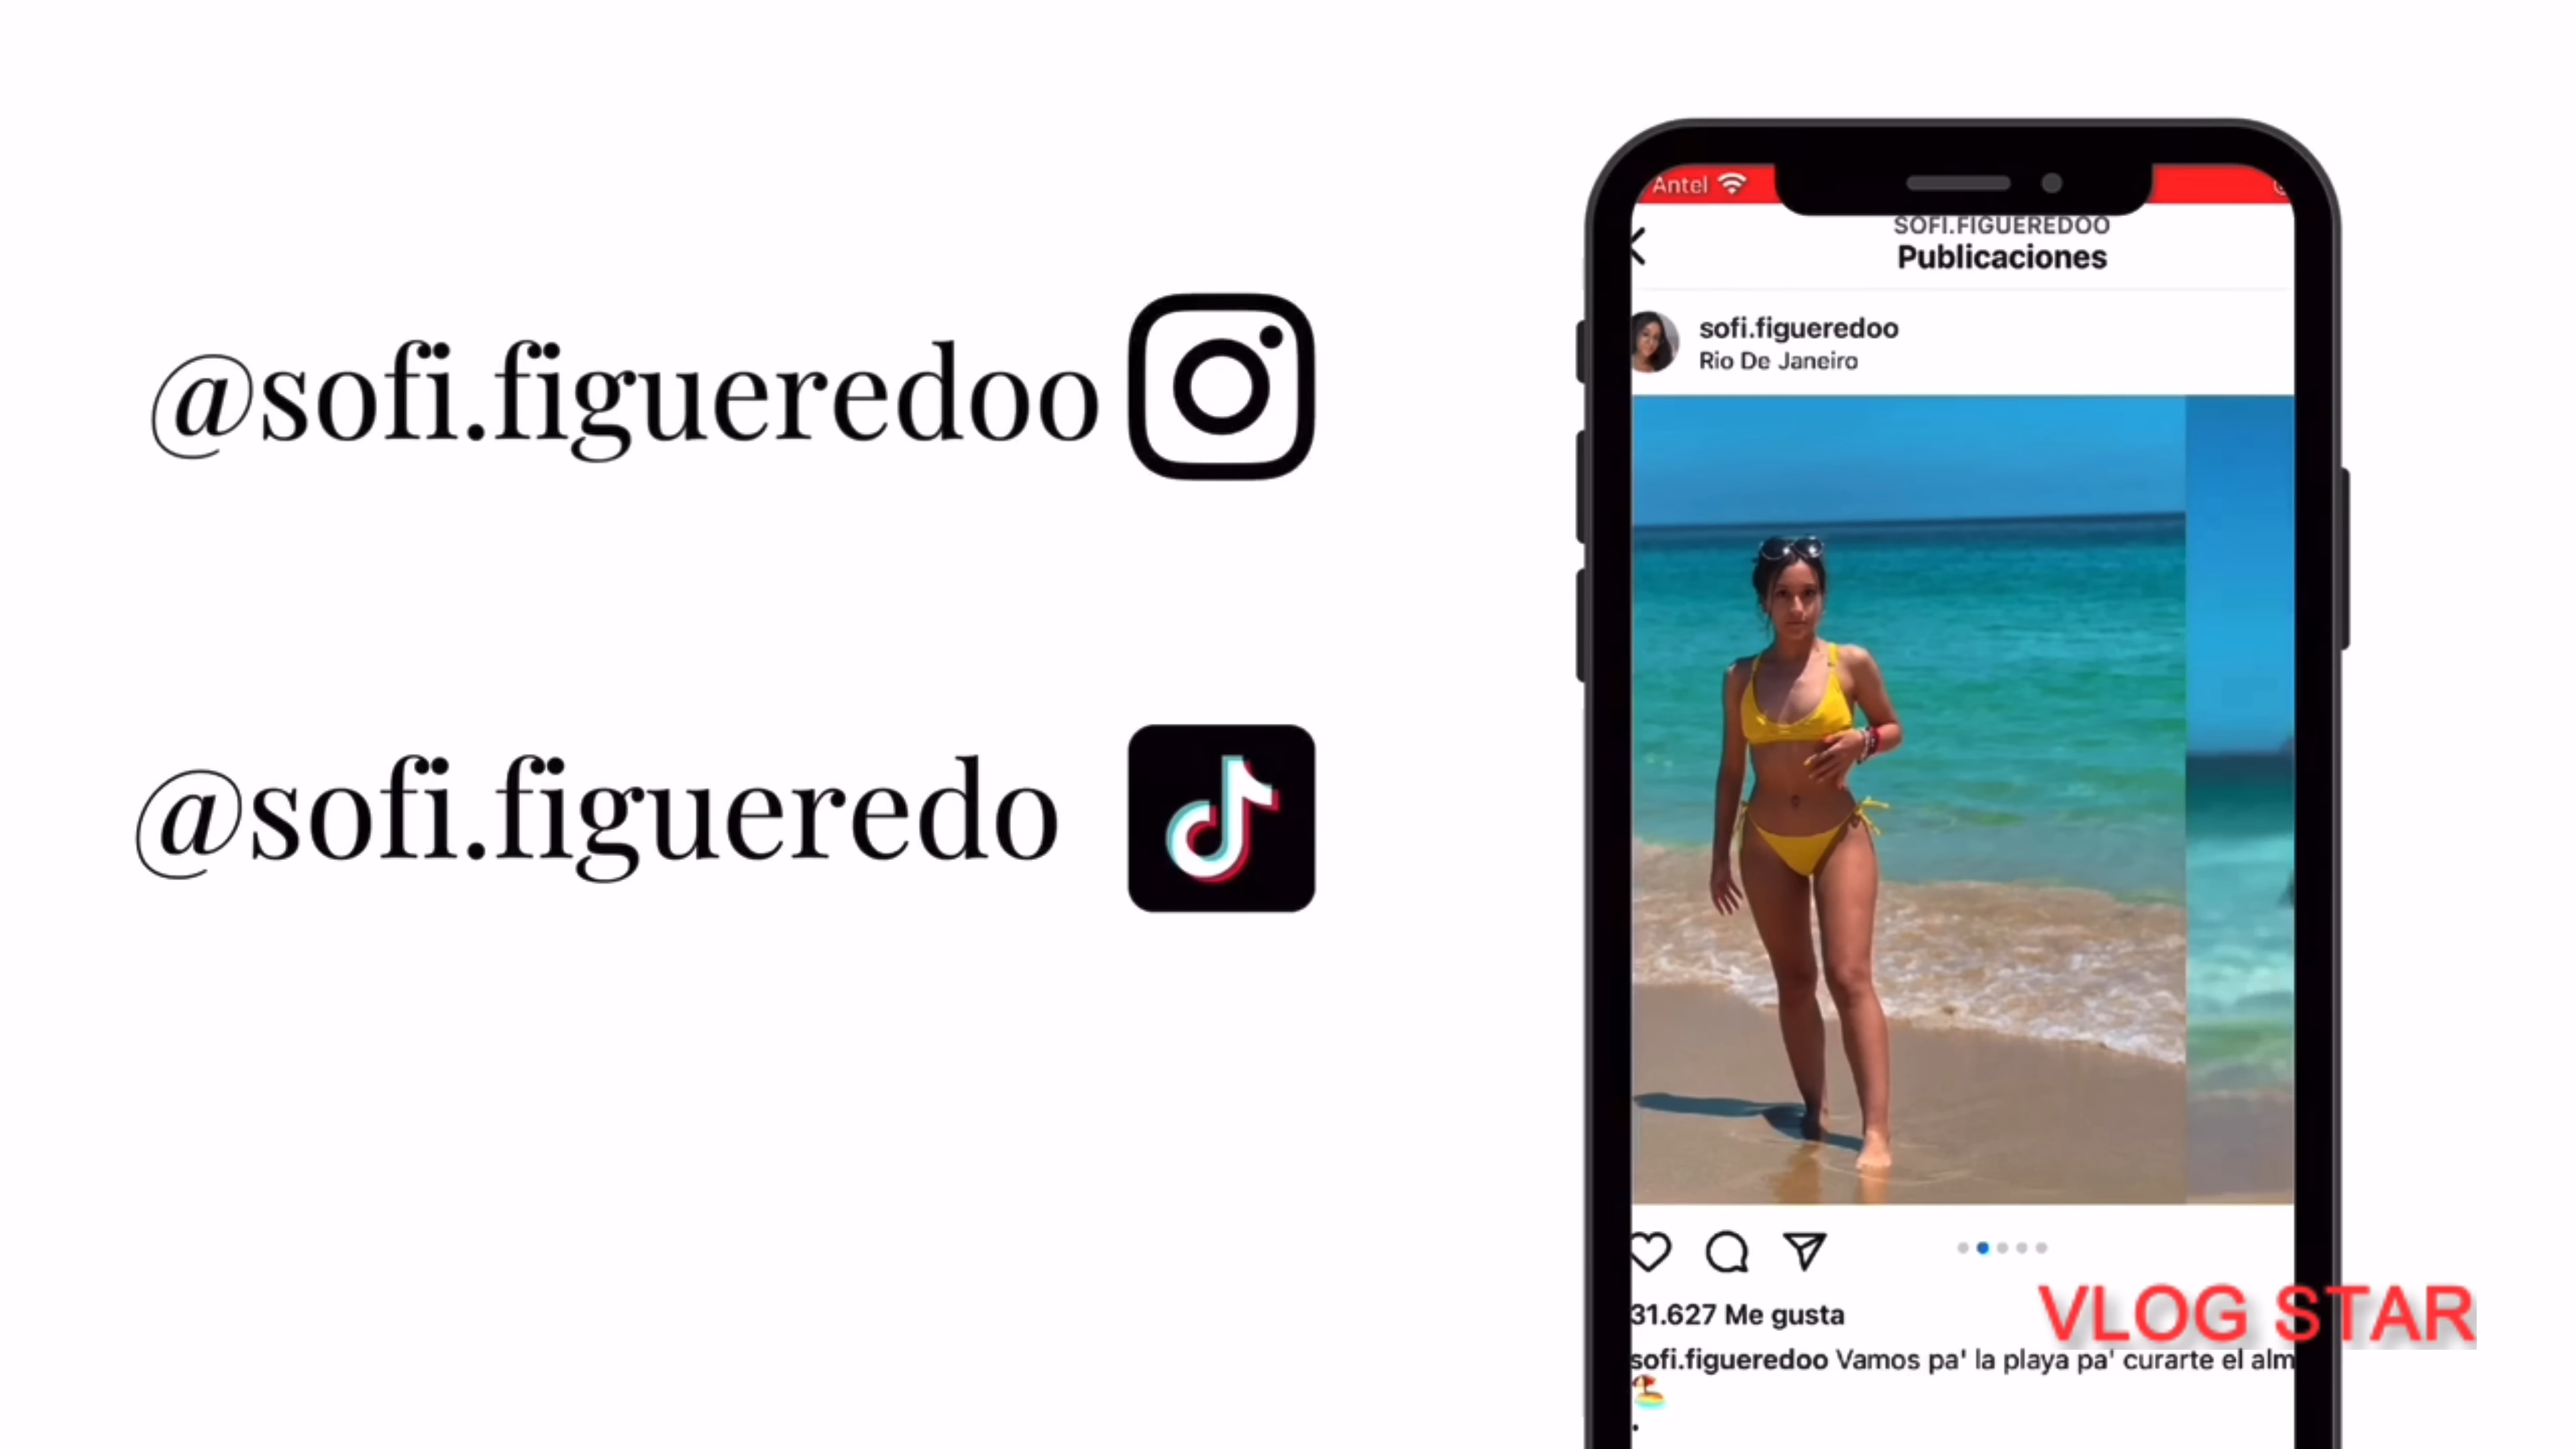 @sofi.figueredoo
@sofi.figueredo
Antel
SOFI.FIGUEREDOO
Publicaciones
sofi.figueredoo
Rio De Janeiro
31.627 Me gusta
sofi.figueredoo Vamos pa' la playa pa' curarte el alm
VLOG STAR